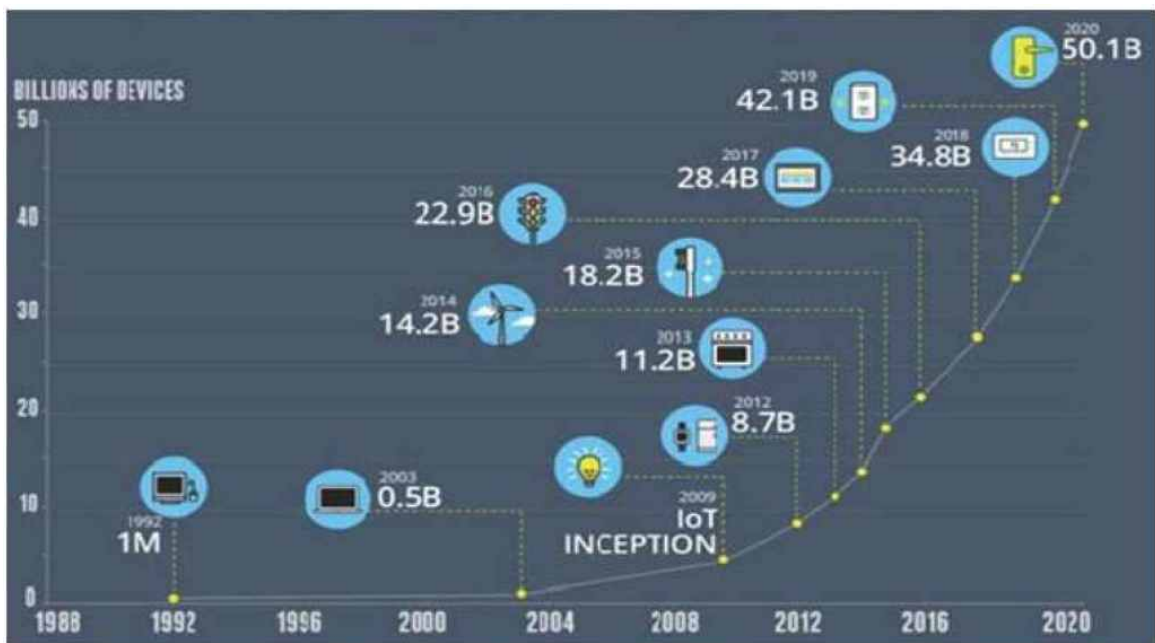 BILLIONS OF DEVICES
50
40
30
20
10
0
1988
1992
1996
2000
2004
2008
2012
2016
2020
1992
1M
2003
0.5B
2009
IoT
INCEPTION
2012
8.7B
2013
11.2B
2014
14.2B
2015
18.2B
2016
22.9B
2017
28.4B
2018
34.8B
2019
42.1B
2020
50.1B